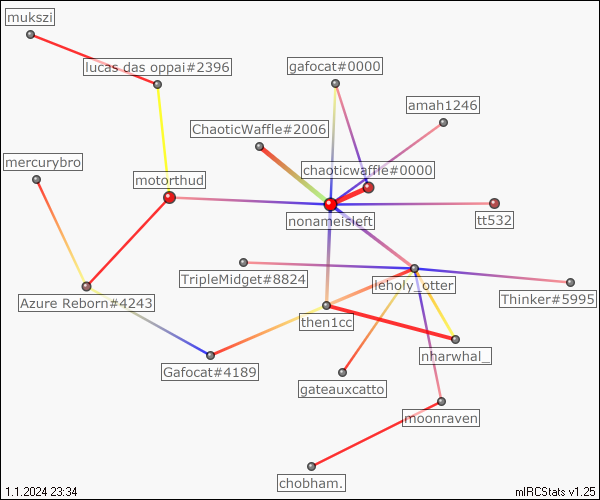 mukszi
lucas das oppai#2396
gafocat#0000
amah1246
ChaoticWaffle#2006
mercurybro
chaoticwaffle#0000
motorthud
nonameisleft
tt532
TripleMidget#8824
leholy_otter
Thinker#5995
Azure Reborn#4243
then1cc
nharwhal_
Gafocat#4189
gateauxcatto
moonraven
chobham.
1.1.2024 23:34
mIRCStats v1.25